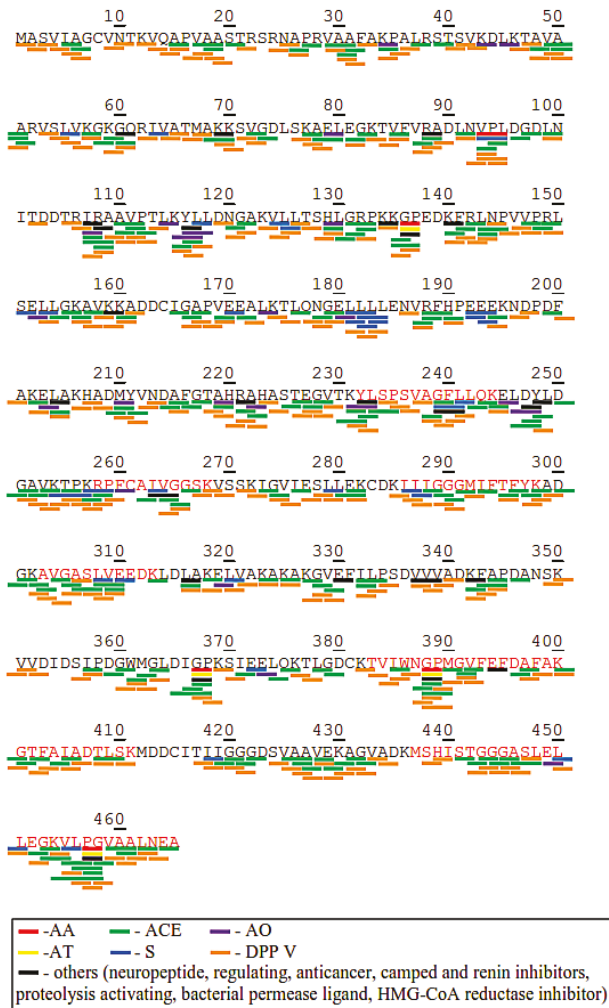 10 20 30 40 50
MASVIAGCVNTKVQAPVAASTRSRNAPRVAAFAKPALRSTSVKDLKTAVA
60 70 80 90 100
ARVSLVKGKGQRIVATMAKKSVGDLSKAELEGKTVFVRADLNVPLDGDLN
110 120 130 140 150
ITDDTRIRAAVPTLKYLLDNGAKVLLTSHLGRPKKGPEDKFRLNPVVPRL
160 170 180 190 200
SELLGKAVKKADDCIGAPVEEALKTLQNGELLLLENVRFHPEEEKNDPDF
210 220 230 240 250
AKELAKHADMYVNDAFGTAHRAHASTEGVTKYLSPSVAGFLLQKELDYLD
260 270 280 290 300
GAVKTPKRPFCAIVGGSKVSSKIGVIESLLEKCDKIIIGGGMIFTFYKAD
310 320 330 340 350
GKAVGASLVEEDKLDLAKELVAKAKAKGVEFILPSDVVVADKFAPDANSK
360 370 380 390 400
VVDIDSIPDGWMGLDIGPKSIEELQKTLGDCKTVIWNGPMGVFEFDAFAK
410 420 430 440 450
GTFAIADTLSKMDDCITIIGGGDSVAAVEKAGVADKMSHISTGGGASLEL
460
LEGKVLPGVAALNEA
-AA - ACE - AO
-AT - S - DPP V
- others (neuropeptide, regulating, anticancer, camped and renin inhibitors,
proteolysis activating, bacterial permease ligand, HMG-CoA reductase inhibitor)